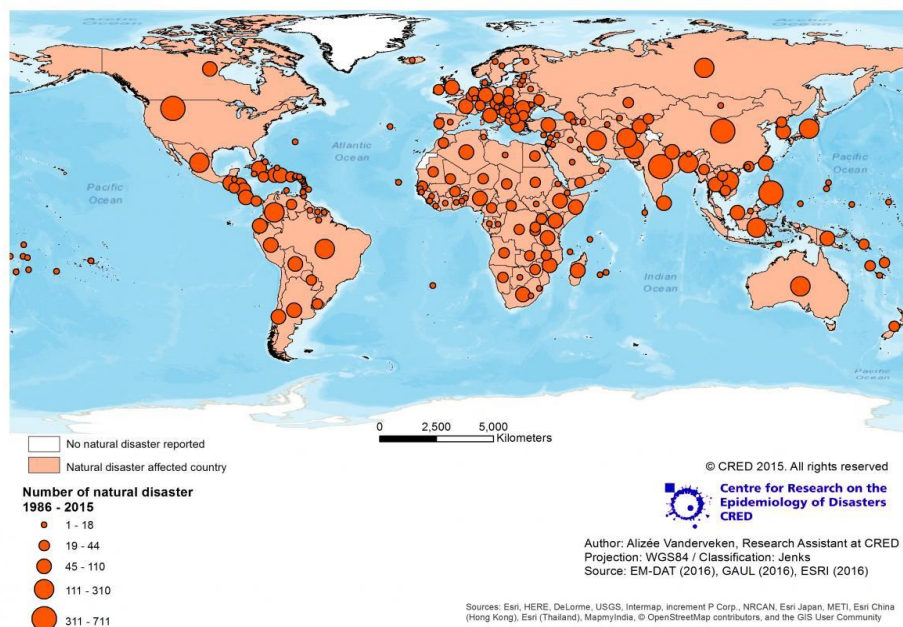 Arctic
Ocean
Arctic
Ocean
Atlantic
Ocean
Pacific
Ocean
Pacific
Ocean
Indian
Ocean
Pacific
Ocean
0 2,500 5,000
Kilometers
No natural disaster reported
Natural disaster affected country
Number of natural disaster
1986 - 2015
1 - 18
19 - 44
45 - 110
111 - 310
311 - 711
© CRED 2015. All rights reserved
Centre for Research on the
Epidemiology of Disasters
CRED
Author: Alizée Vanderveken, Research Assistant at CRED
Projection: WGS84 / Classification: Jenks
Source: EM-DAT (2016), GAUL (2016), ESRI (2016)
Sources: Esri, HERE, DeLorme, USGS, Intermap, increment P Corp., NRCAN, Esri Japan, METI, Esri China
(Hong Kong), Esri (Thailand), MapmyIndia, © OpenStreetMap contributors, and the GIS User Community